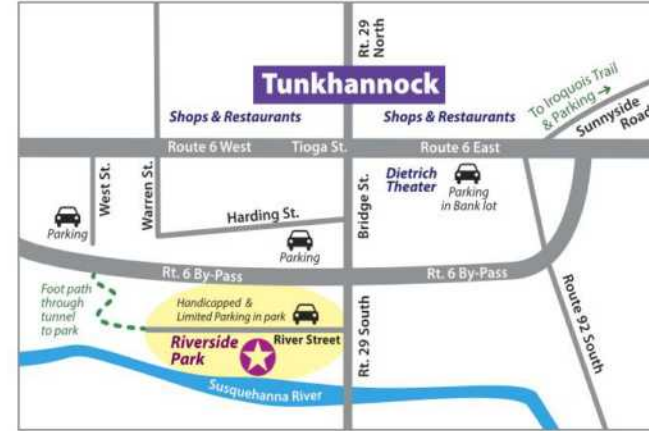 Rt. 29
North
Tunkhannock
To Iroquois Trail
& Parking →
Sunnyside
Road
Shops & Restaurants
Shops & Restaurants
Route 6 West
Tioga St.
Route 6 East
West St.
Warren St.
Bridge St.
Dietrich
Theater
Parking
in Bank lot
Harding St.
Parking
Parking
Rt. 6 By-Pass
Rt. 6 By-Pass
Route 92 South
Foot path
through
tunnel
to park
Handicapped &
Limited Parking in park
River Street
Riverside
Park
Rt. 29 South
Susquehanna River